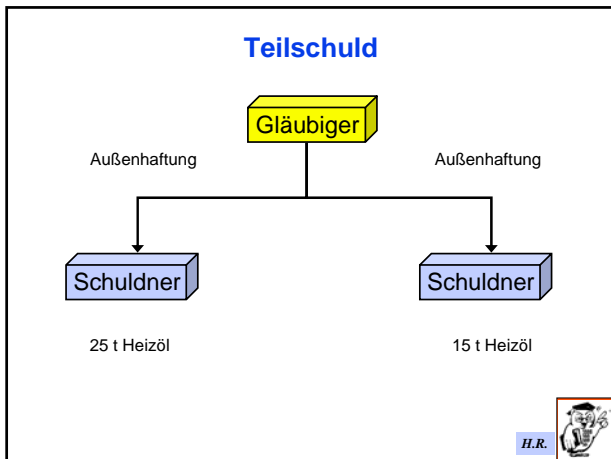 Teilschuld
Gläubiger
Außenhaftung Außenhaftung
Schuldner Schuldner
25 t Heizöl 15 t Heizöl
H.R.